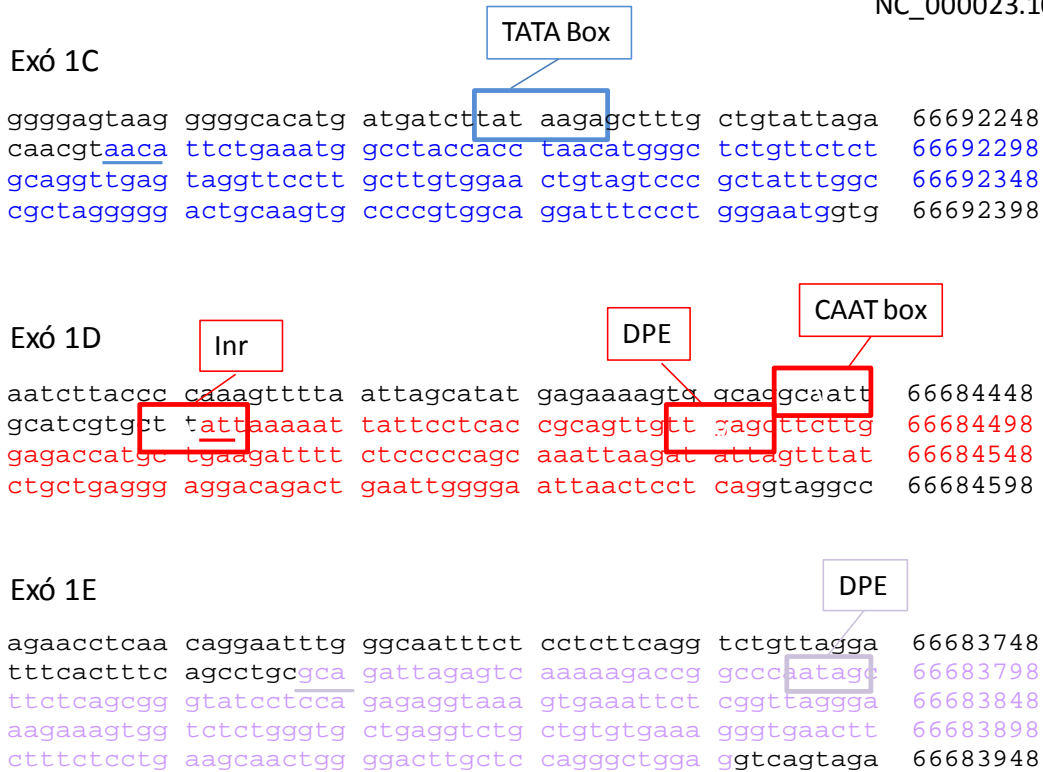 NC_000023.10
TATA Box
Exó 1C
ggggagtaag ggggcacatg atgatcttat aagagctttg ctgtattaga 66692248
caacgtaaca ttctgaaatg gcctaccacc taacatgggc tctgttctct 66692298
gcaggttgag taggttcctt gcttgtggaa ctgtagtccc gctatttggc 66692348
cgctaggggg actgcaagtg ccccgtggca ggatttccct gggaatggtg 66692398
CAAT box
Exó 1D
Inr
DPE
aatcttaccc caaagtttta attagcatat gagaaaagtg gcaggcaatt 66684448
gcatcgtgct tattaaaaat tattcctcac cgcagttgtt gagcttcttg 66684498
gagaccatgc tgaagatttt ctcccccagc aaattaagat attagtttat 66684548
ctgctgaggg aggacagact gaattgggga attaactcct caggtaggcc 66684598
Exó 1E
DPE
agaacctcaa caggaatttg ggcaatttct cctcttcagg tctgttagga 66683748
tttcactttc agcctgcgca gattagagtc aaaaagaccg gcccaatagc 66683798
ttctcagcgg gtatcctcca gagaggtaaa gtgaaattct cggttaggga 66683848
aagaaagtgg tctctgggtg ctgaggtctg ctgtgtgaaa gggtgaactt 66683898
ctttctcctg aagcaactgg ggacttgctc cagggctgga ggtcagtaga 66683948